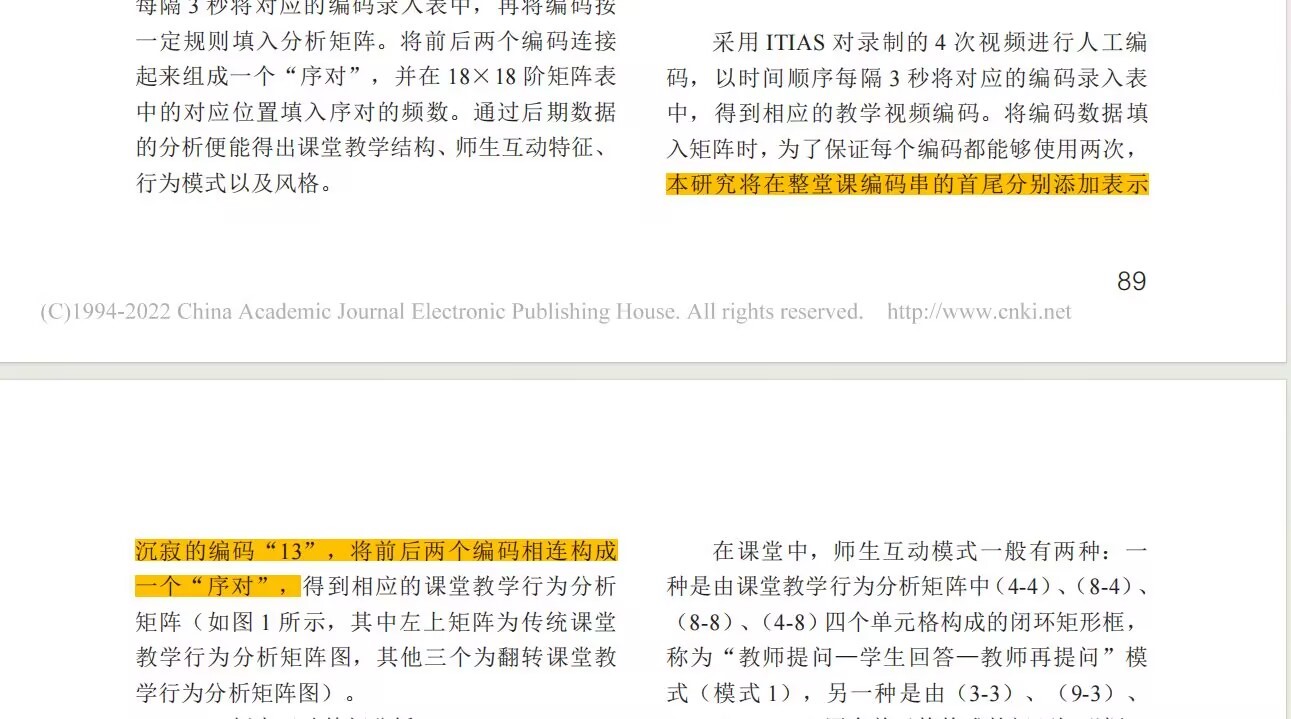 每隔 3 秒将对应的编码录入表中，再将编码按
一定规则填入分析矩阵。将前后两个编码连接
起来组成一个“序对”，并在 18×18 阶矩阵表
中的对应位置填入序对的频数。通过后期数据
的分析便能得出课堂教学结构、师生互动特征、
行为模式以及风格。
采用 ITIAS 对录制的 4 次视频进行人工编
码，以时间顺序每隔 3 秒将对应的编码录入表
中，得到相应的教学视频编码。将编码数据填
入矩阵时，为了保证每个编码都能够使用两次，
本研究将在整堂课编码串的首尾分别添加表示
89
(C)1994-2022 China Academic Journal Electronic Publishing House. All rights reserved. http://www.cnki.net
沉寂的编码“13”，将前后两个编码相连构成
一个“序对”，得到相应的课堂教学行为分析
矩阵（如图 1 所示，其中左上矩阵为传统课堂
教学行为分析矩阵图，其他三个为翻转课堂教
学行为分析矩阵图）。
在课堂中，师生互动模式一般有两种：一
种是由课堂教学行为分析矩阵中（4-4）、（8-4）、
（8-8）、（4-8）四个单元格构成的闭环矩形框，
称为“教师提问—学生回答—教师再提问”模
式（模式 1），另一种是由（3-3）、（9-3）、